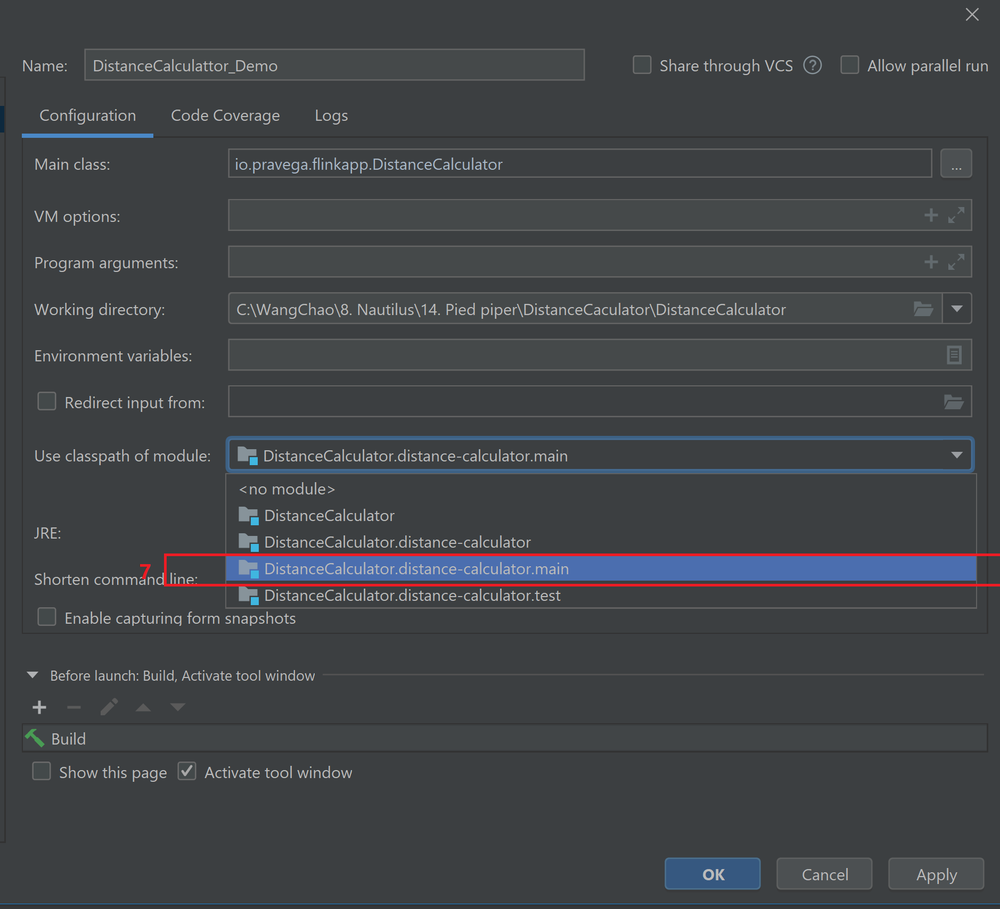 Name: DistanceCalculattor_Demo Share through VCS ? Allow parallel run
Configuration Code Coverage Logs
Main class: io.pravega.flinkapp.DistanceCalculator ...
VM options:
Program arguments:
Working directory: C:\WangChao\8. Nautilus\14. Pied piper\DistanceCaculator\DistanceCalculator
Environment variables:
Redirect input from:
Use classpath of module: DistanceCalculator.distance-calculator.main
<no module>
DistanceCalculator
JRE:
DistanceCalculator.distance-calculator
7 DistanceCalculator.distance-calculator.main
Shorten command line:
DistanceCalculator.distance-calculator.test
Enable capturing form snapshots
Before launch: Build, Activate tool window
Build
Show this page Activate tool window
OK Cancel Apply